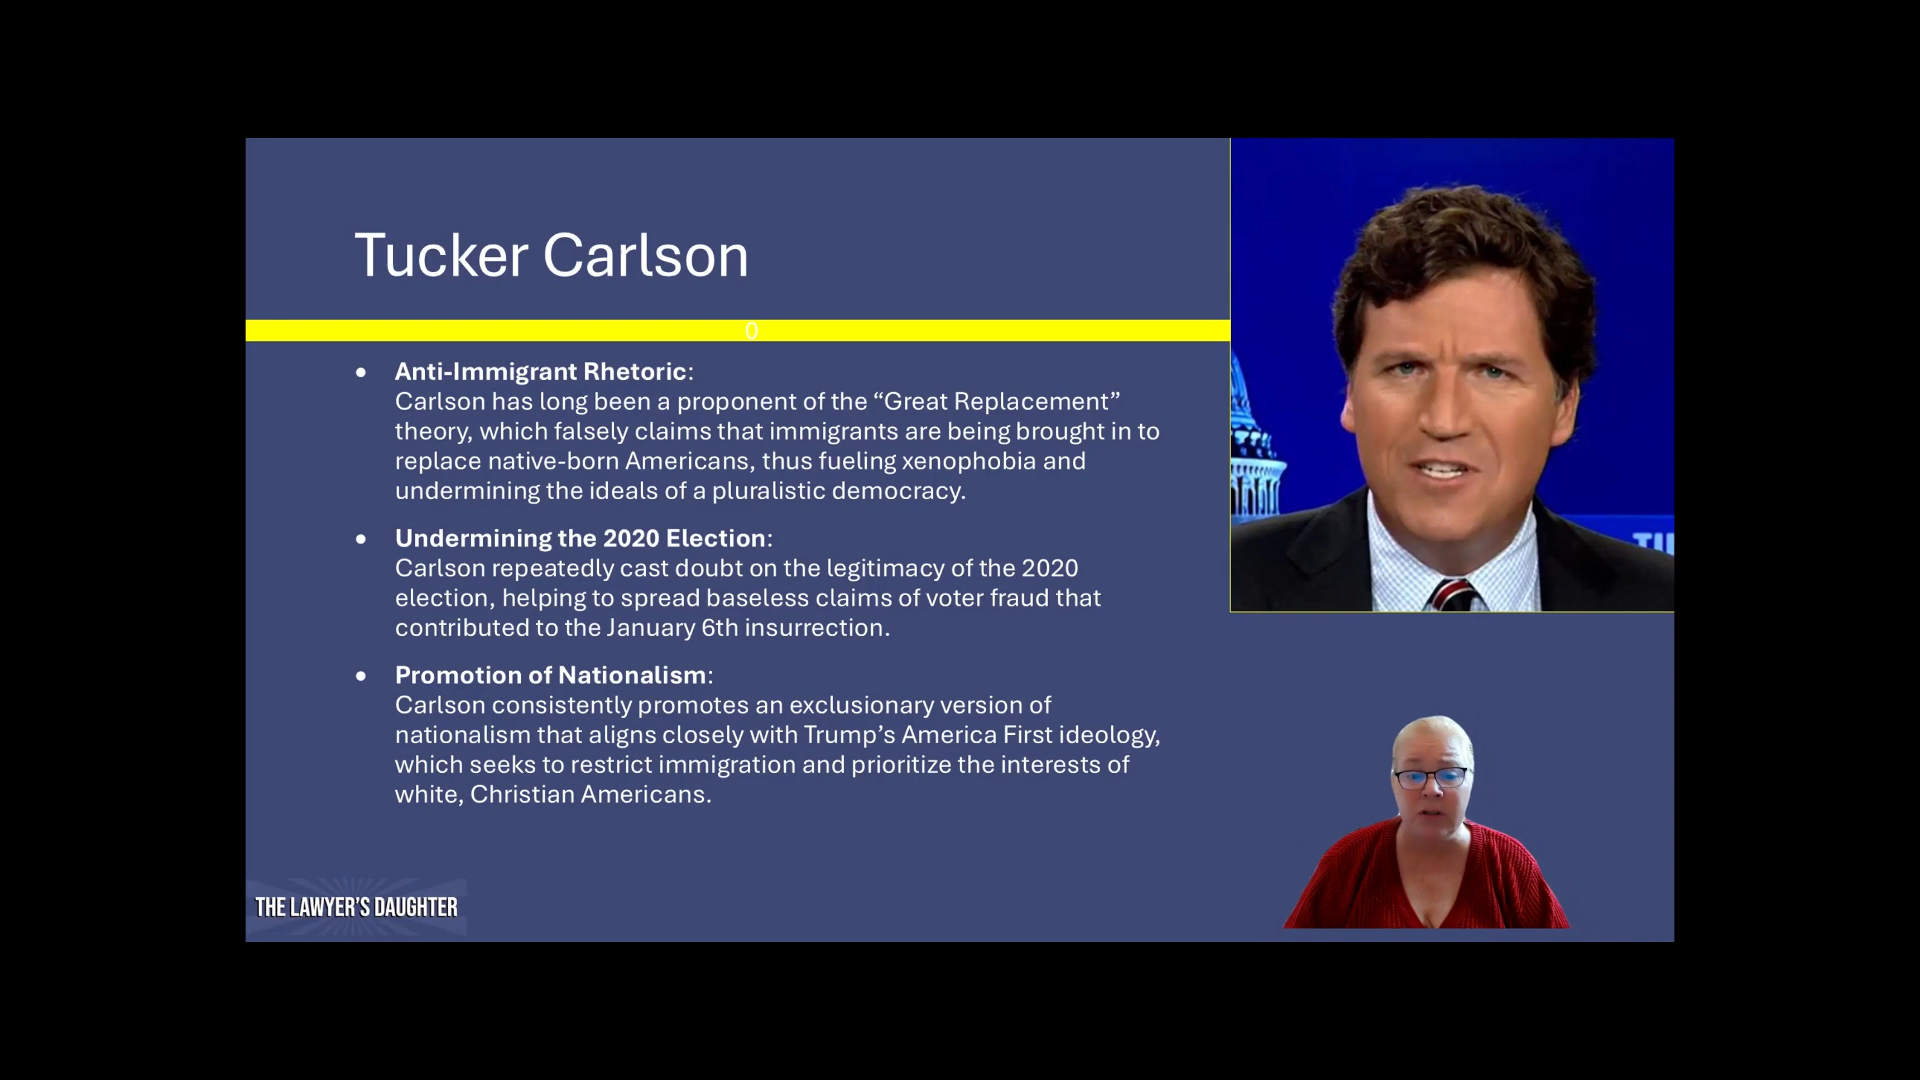 Tucker Carlson
0
• Anti-Immigrant Rhetoric:
Carlson has long been a proponent of the “Great Replacement”
theory, which falsely claims that immigrants are being brought in to
replace native-born Americans, thus fueling xenophobia and
undermining the ideals of a pluralistic democracy.
• Undermining the 2020 Election:
Carlson repeatedly cast doubt on the legitimacy of the 2020
election, helping to spread baseless claims of voter fraud that
contributed to the January 6th insurrection.
• Promotion of Nationalism:
Carlson consistently promotes an exclusionary version of
nationalism that aligns closely with Trump’s America First ideology,
which seeks to restrict immigration and prioritize the interests of
white, Christian Americans.
THE LAWYER’S DAUGHTER